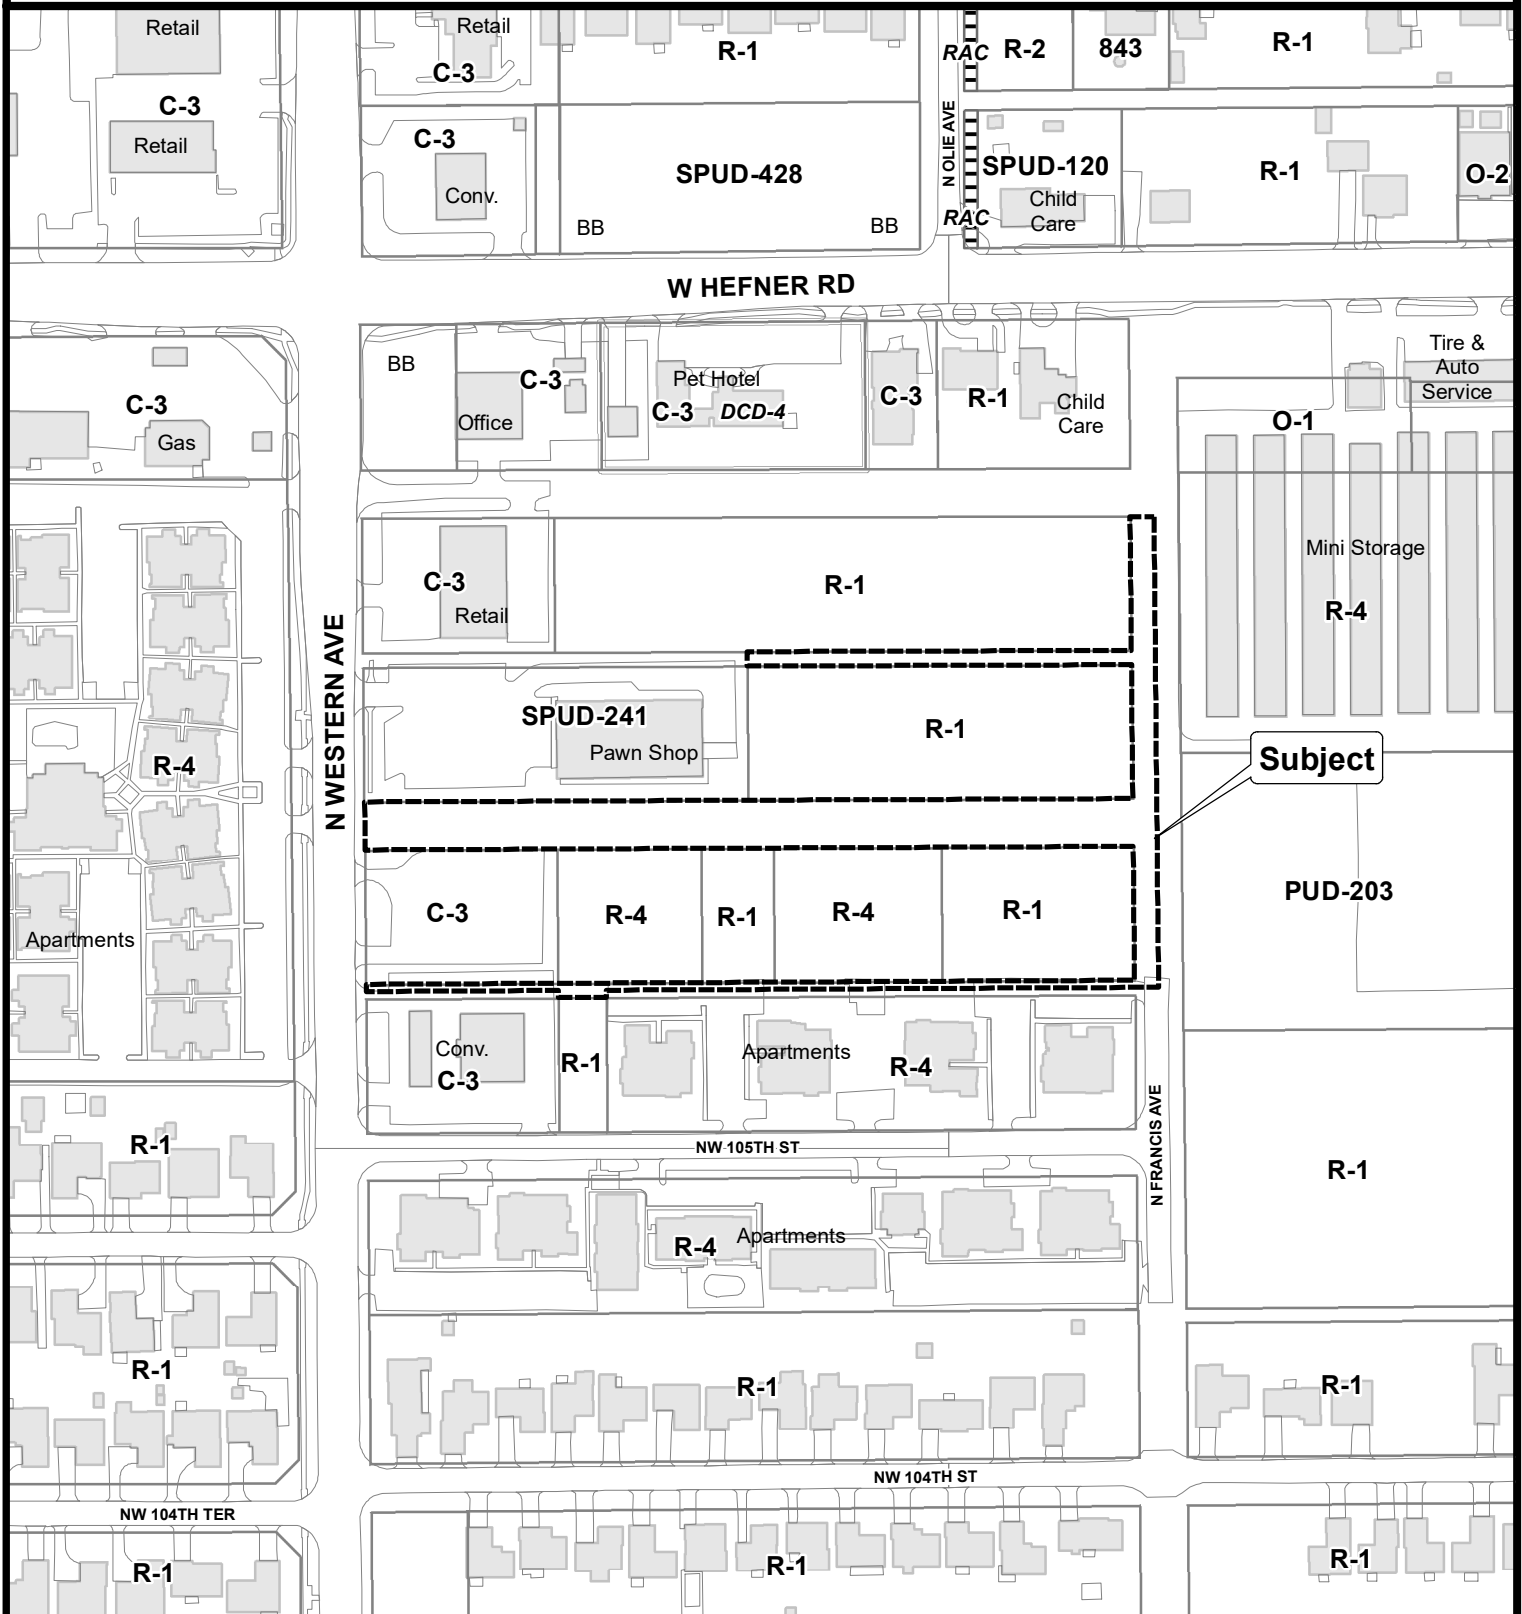 Retail
C-3
Retail
Retail
C-3
C-3
Conv.
R-1
SPUD-428
BB
BB
N OLIE AVE
RAC
R-2
843
R-1
SPUD-120
Child
Care
RAC
R-1
O-2
W HEFNER RD
C-3
Gas
BB
Office
C-3
Pet Hotel
C-3
DCD-4
C-3
R-1
Child
Care
Tire &
Auto
Service
O-1
Mini Storage
R-4
N WESTERN AVE
C-3
Retail
R-1
SPUD-241
Pawn Shop
R-1
Subject
R-4
Apartments
C-3
R-4
R-1
R-4
R-1
PUD-203
Conv.
C-3
R-1
Apartments
R-4
R-1
NW 105TH ST
N FRANCIS AVE
R-1
R-4
Apartments
R-1
R-1
R-1
NW 104TH ST
NW 104TH TER
R-1
R-1
R-1